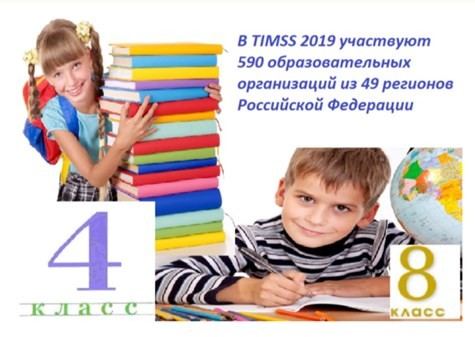 В TIMSS 2019 участвуют
590 образовательных
организаций из 49 регионов
Российской Федерации
4
класс
8
КЛАСС